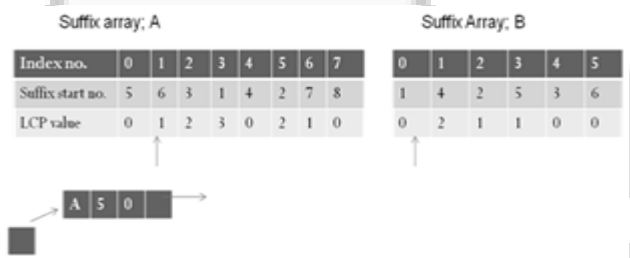 Suffix array; A Suffix Array; B
Index no. 0 1 2 3 4 5 6 7 0 1 2 3 4 5
Suffix start no. 5 6 3 1 4 2 7 8 1 4 2 5 3 6
LCP value 0 1 2 3 0 2 1 0 0 2 1 1 0 0
A 5 0